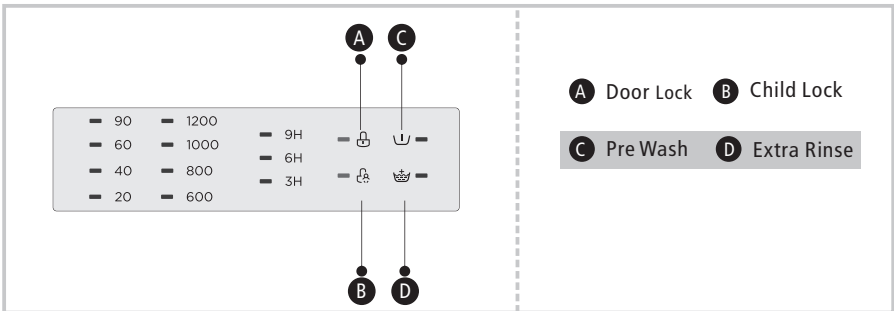 A C
90 1200
60 1000
40 800
20 600
9H
6H
3H
B D
A Door Lock B Child Lock
C Pre Wash D Extra Rinse